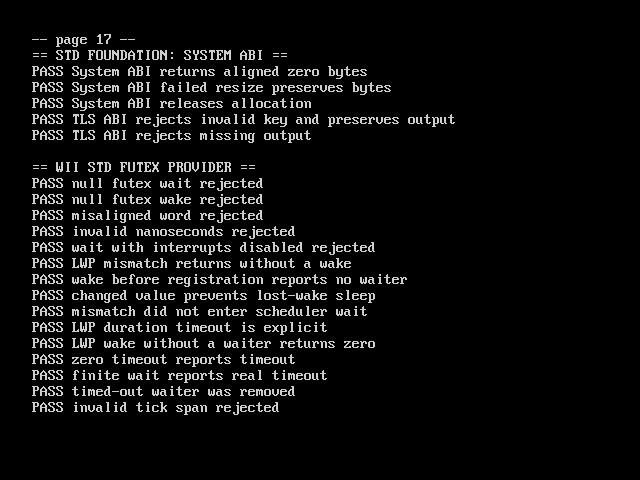 -- page 17 --
== STD FOUNDATION: SYSTEM ABI ==
PASS System ABI returns aligned zero bytes
PASS System ABI failed resize preserves bytes
PASS System ABI releases allocation
PASS TLS ABI rejects invalid key and preserves output
PASS TLS ABI rejects missing output
== WII STD FUTEX PROVIDER ==
PASS null futex wait rejected
PASS null futex wake rejected
PASS misaligned word rejected
PASS invalid nanoseconds rejected
PASS wait with interrupts disabled rejected
PASS LWP mismatch returns without a wake
PASS wake before registration reports no waiter
PASS changed value prevents lost-wake sleep
PASS mismatch did not enter scheduler wait
PASS LWP duration timeout is explicit
PASS LWP wake without a waiter returns zero
PASS zero timeout reports timeout
PASS finite wait reports real timeout
PASS timed-out waiter was removed
PASS invalid tick span rejected